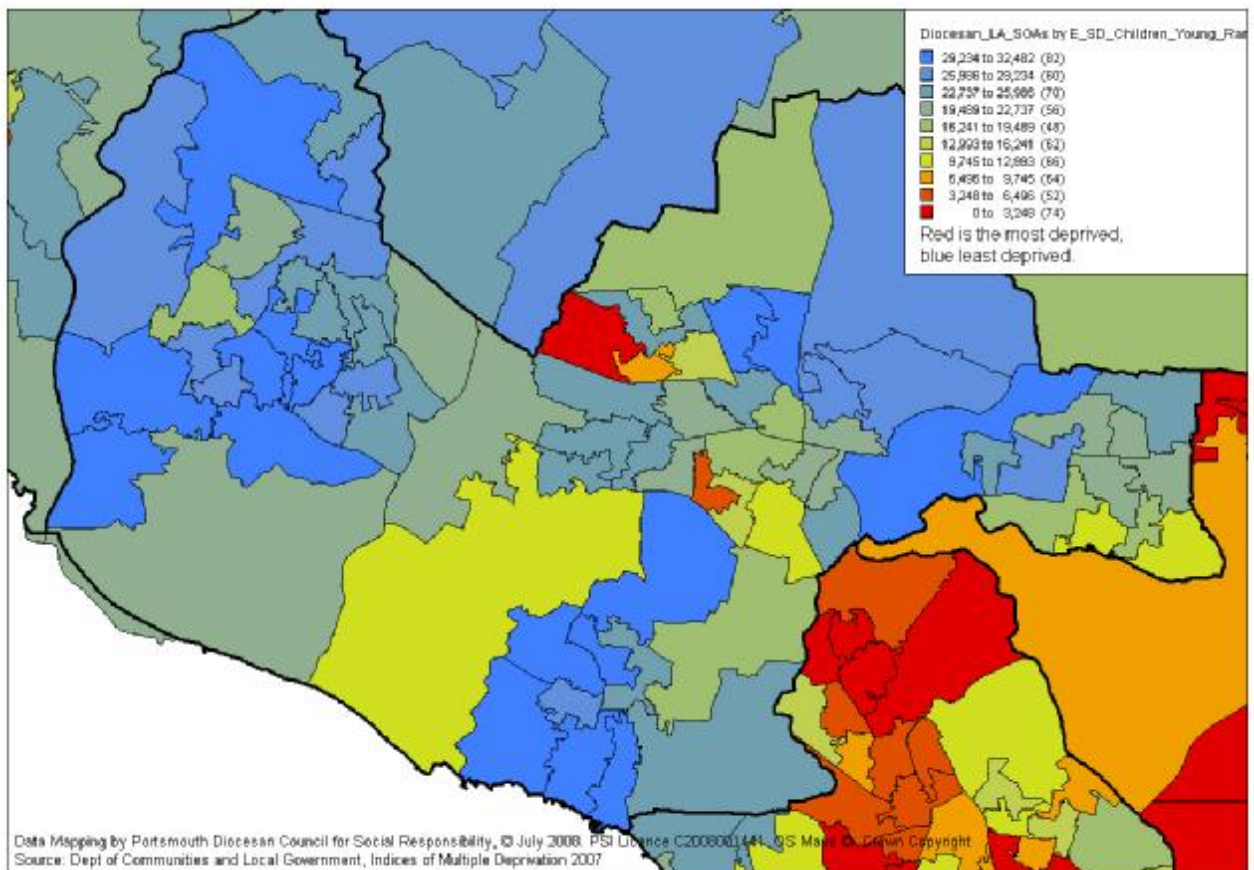 Diocesan_LA_SOAs by E_SD_Children_Young_Ran
29,234 to 32,482 (82)
25,986 to 29,234 (80)
22,737 to 25,986 (70)
19,489 to 22,737 (56)
16,241 to 19,489 (48)
12,993 to 16,241 (62)
9,745 to 12,993 (66)
6,496 to 9,745 (64)
3,248 to 6,496 (52)
0 to 3,248 (74)
Red is the most deprived,
blue least deprived.
Data Mapping by Portsmouth Diocesan Council for Social Responsibility, © July 2008. PSI Licence C2008001441. OS Maps © Crown Copyright
Source: Dept of Communities and Local Government, Indices of Multiple Deprivation 2007